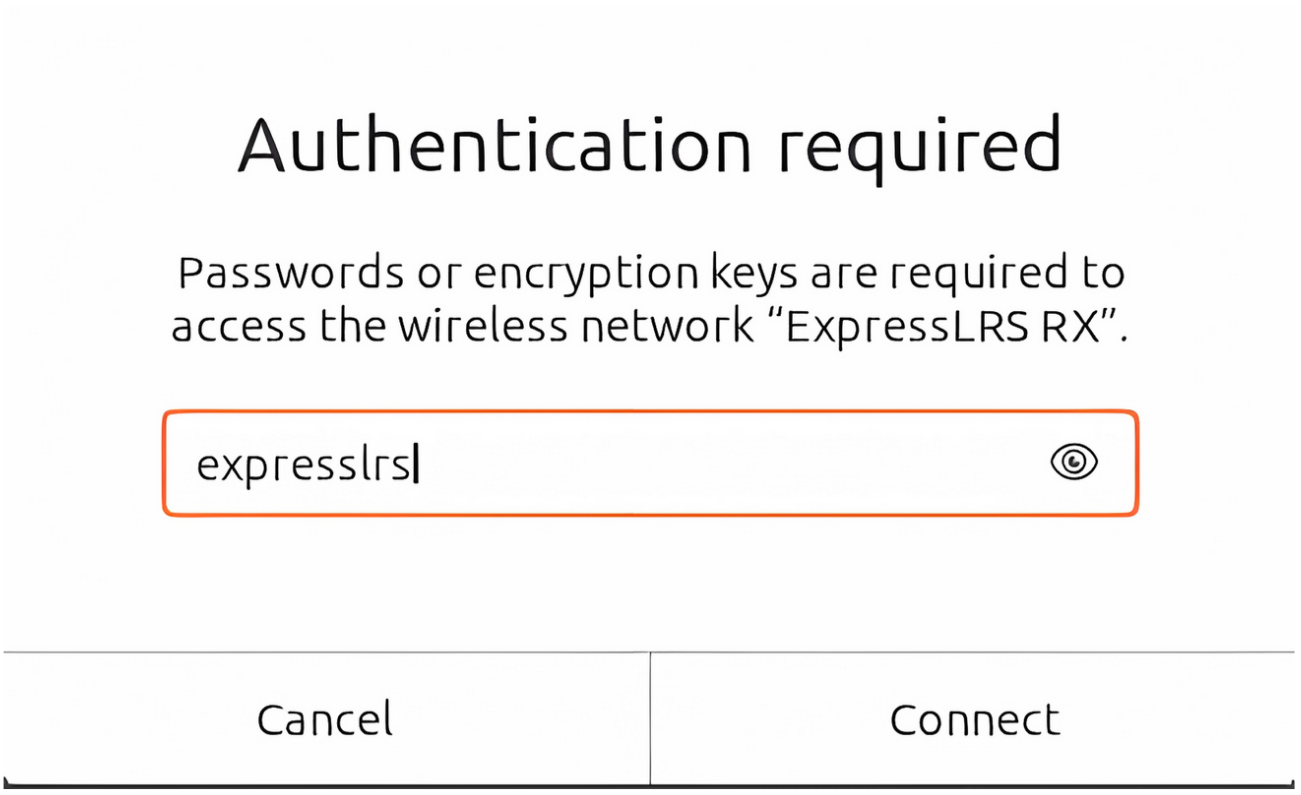 Authentication required
Passwords or encryption keys are required to
access the wireless network “ExpressLRS RX”.
expresslrs
Cancel
Connect